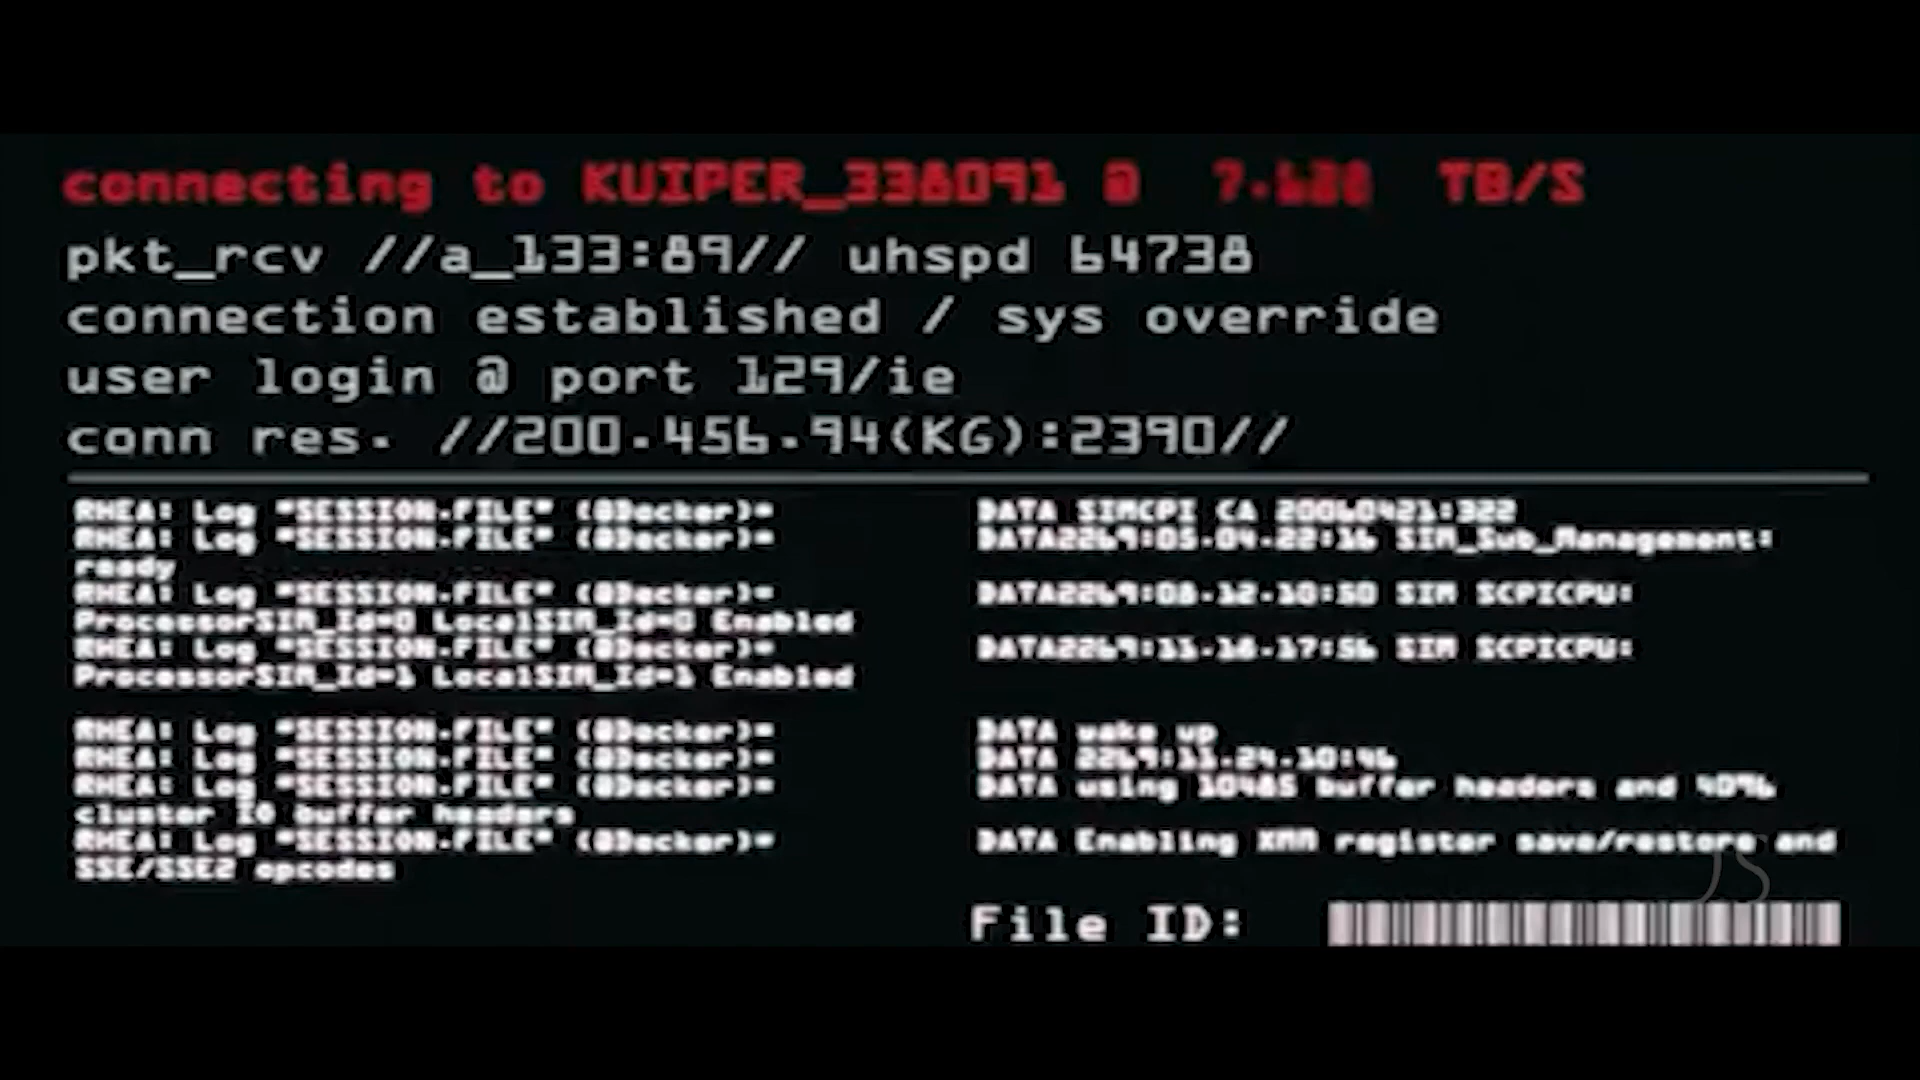 connecting to KUIPER_338091 @ TB/S
pkt_rcv //a_133:89// uhspd 64738
connection established / sys override
user login @ port 129/ie
conn res. //200.456.94(KG):2390//
RHEA: Log "SESSION.FILE" (@Decker)= DATA SIMCPI CA 20060421:322
RHEA: Log "SESSION.FILE" (@Decker)= DATA2269:05.04.22:16 SIM_Sub_Management:
ready
RHEA: Log "SESSION.FILE" (@Decker)= DATA2269:08.12.10:50 SIM SCPICPU:
ProcessorSIM_Id=0 LocalSIM_Id=0 Enabled
RHEA: Log "SESSION.FILE" (@Decker)= DATA2269:11.18.17:56 SIM SCPICPU:
ProcessorSIM_Id=1 LocalSIM_Id=1 Enabled
RHEA: Log "SESSION.FILE" (@Decker)= DATA wake up
RHEA: Log "SESSION.FILE" (@Decker)= DATA 2269:11.24.10:46
RHEA: Log "SESSION.FILE" (@Decker)= DATA using 10485 buffer headers and 4096
cluster IO buffer headers
RHEA: Log "SESSION.FILE" (@Decker)= DATA Enabling XMM register save/restore and
SSE/SSE2 opcodes
JS
File ID: